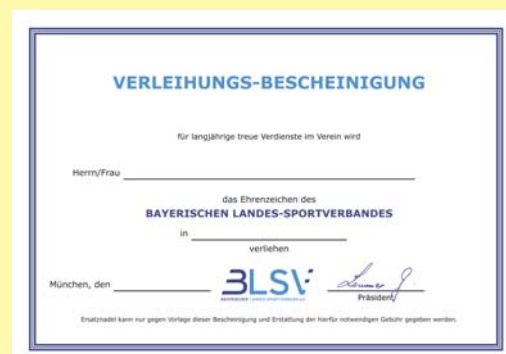 VERLEIHUNGS-BESCHEINIGUNG
für langjährige treue Verdienste im Verein wird
Herrn/Frau
das Ehrenzeichen des
BAYERISCHEN LANDES-SPORTVERBANDES
in
verliehen
München, den
BLSV
BAYERISCHER LANDES-SPORTVERBAND e.V.
Präsident
Ersatznadel kann nur gegen Vorlage dieser Bescheinigung und Erstattung der hierfür notwendigen Gebühr gegeben werden.